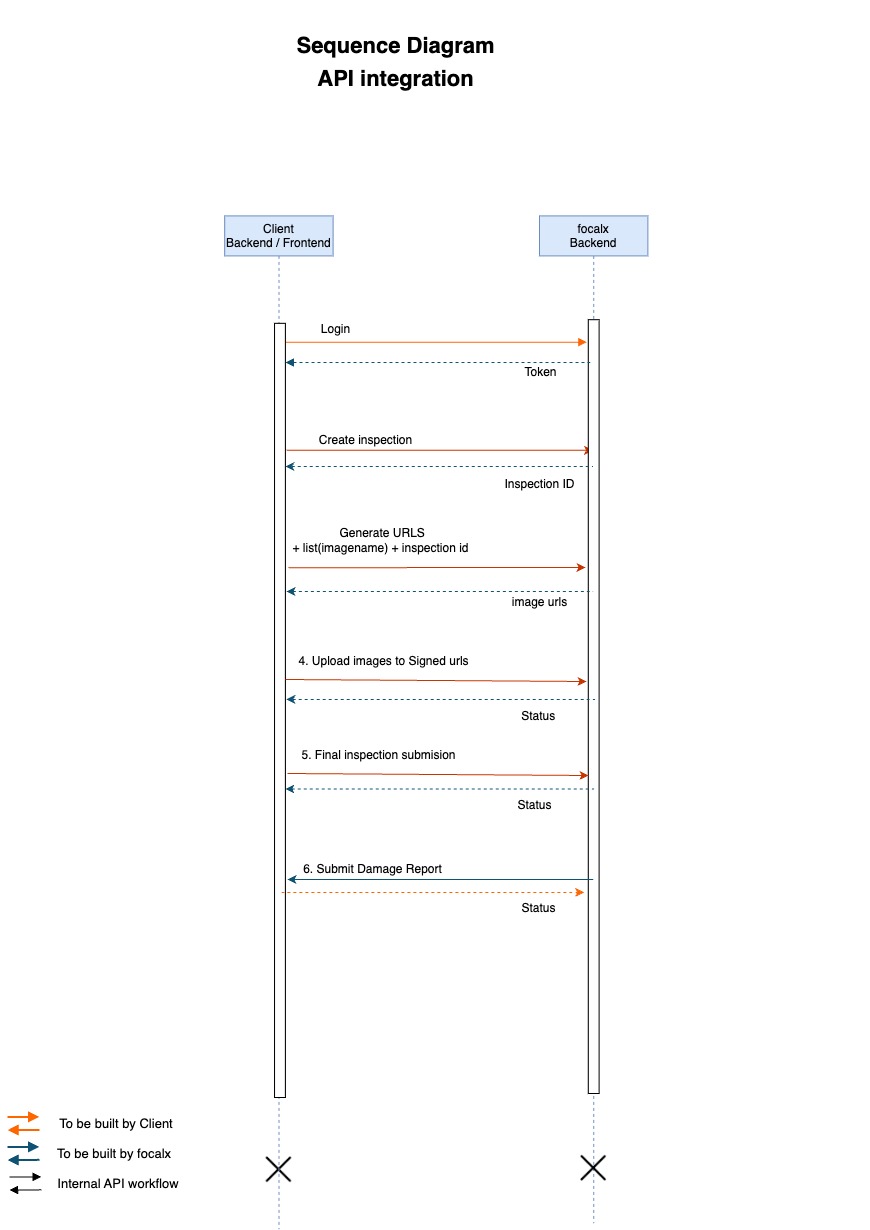 Sequence Diagram
API integration
Client
Backend / Frontend
focalx
Backend
Login
Token
Create inspection
Inspection ID
Generate URLS
+ list(imagename) + inspection id
image urls
4. Upload images to Signed urls
Status
5. Final inspection submision
Status
6. Submit Damage Report
Status
To be built by Client
To be built by focalx
Internal API workflow